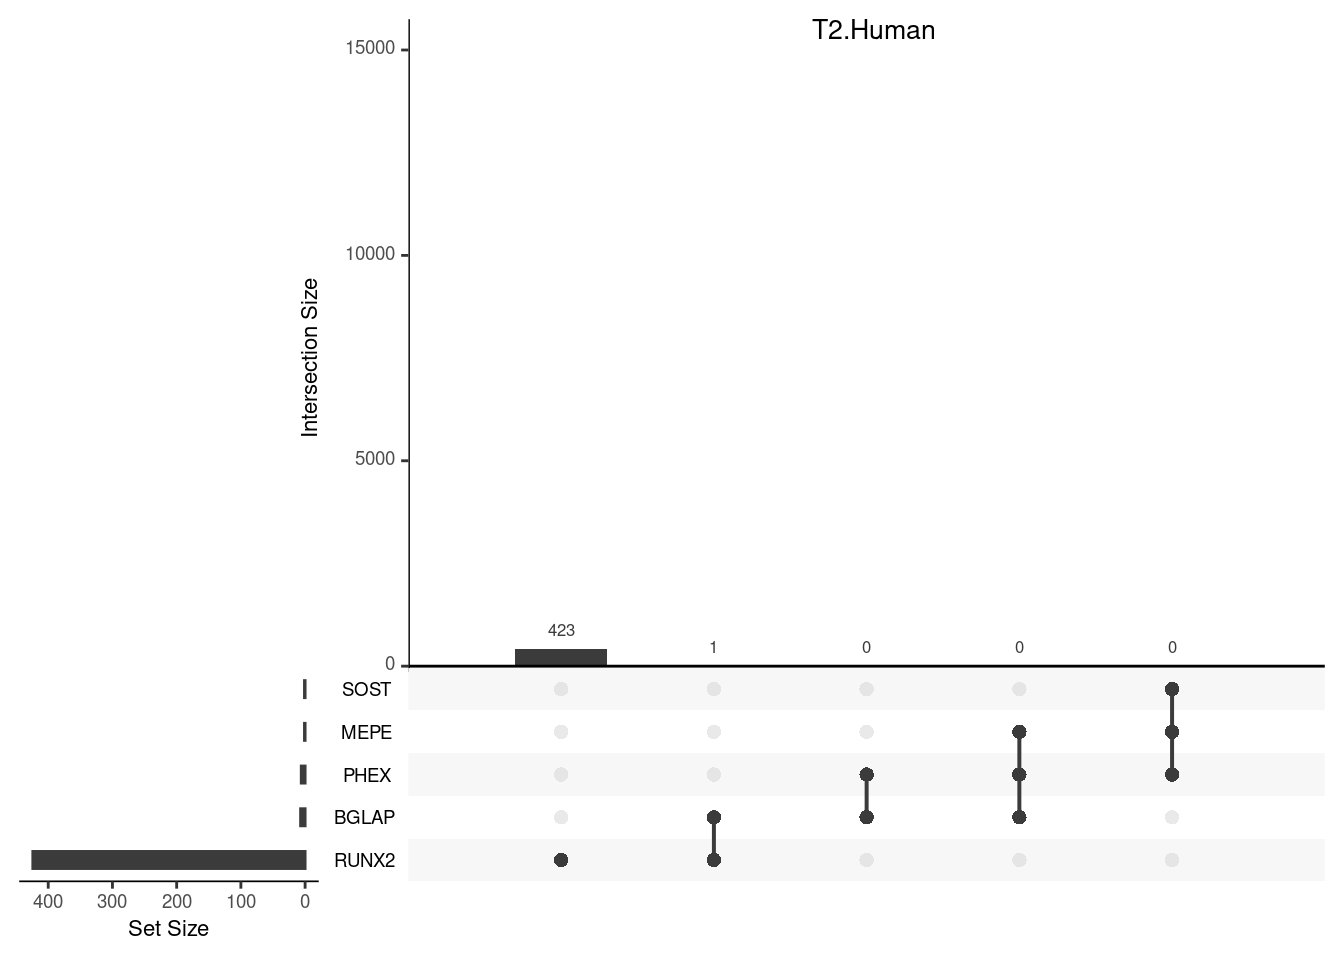 T2.Human
15000
10000
5000
0
Intersection Size
423
1
0
0
0
SOST
MEPE
PHEX
BGLAP
RUNX2
400 300 200 100 0
Set Size